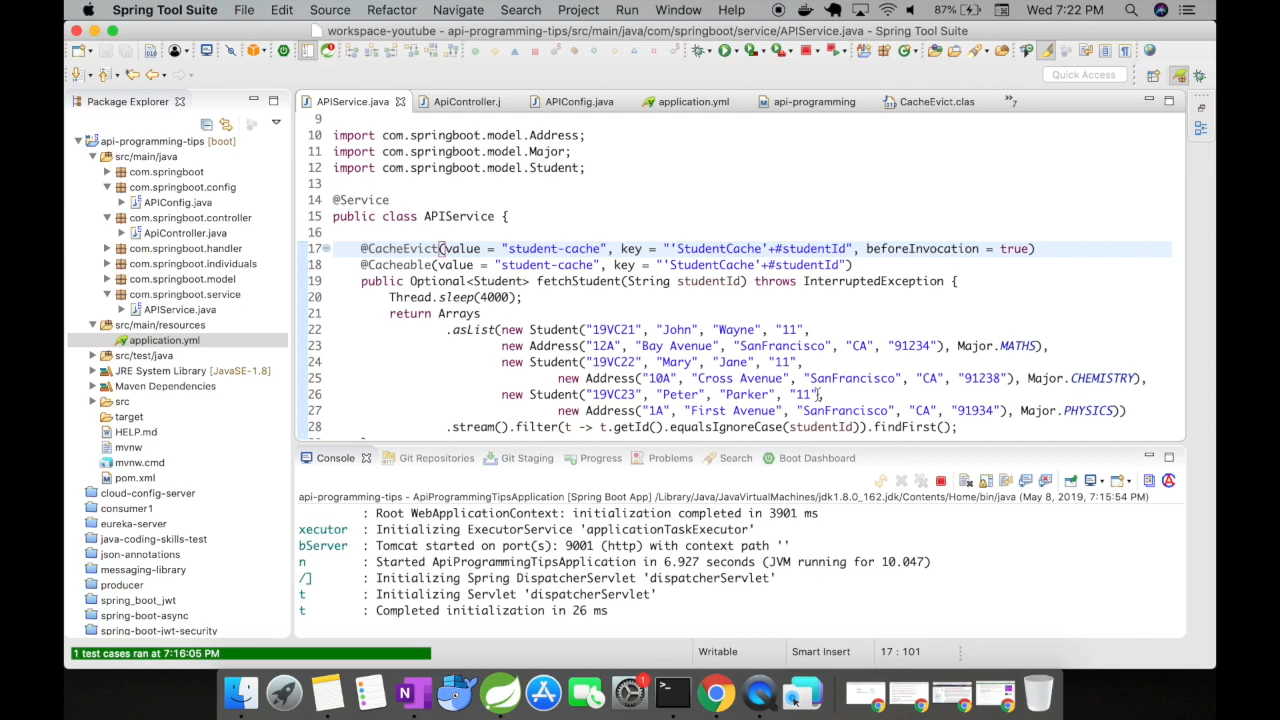 Spring Tool Suite File Edit Source Refactor Navigate Search Project Run Window Help 87% Wed 7:22 PM
workspace-youtube - api-programming-tips/src/main/java/com/springboot/service/APIService.java - Spring Tool Suite
Quick Access
Package Explorer
APIService.java ApiController.j APIConfig.java application.yml api-programming CacheEvict.clas »7
api-programming-tips [boot]
src/main/java
com.springboot
com.springboot.config
APIConfig.java
com.springboot.controller
ApiController.java
com.springboot.handler
com.springboot.individuals
com.springboot.model
com.springboot.service
APIService.java
src/main/resources
application.yml
src/test/java
JRE System Library [JavaSE-1.8]
Maven Dependencies
src
target
HELP.md
mvnw
mvnw.cmd
pom.xml
cloud-config-server
consumer1
eureka-server
java-coding-skills-test
json-annotations
messaging-library
producer
spring_boot_jwt
spring-boot-async
spring-boot-jwt-security
9
10 import com.springboot.model.Address;
11 import com.springboot.model.Major;
12 import com.springboot.model.Student;
13
14 @Service
15 public class APIService {
16
17 @CacheEvict(value = "student-cache", key = "'StudentCache'+#studentId", beforeInvocation = true)
18 @Cacheable(value = "student-cache", key = "'StudentCache'+#studentId")
19 public Optional<Student> fetchStudent(String studentId) throws InterruptedException {
20 Thread.sleep(4000);
21 return Arrays
22 .asList(new Student("19VC21", "John", "Wayne", "11",
23 new Address("12A", "Bay Avenue", "SanFrancisco", "CA", "91234"), Major.MATHS),
24 new Student("19VC22", "Mary", "Jane", "11",
25 new Address("10A", "Cross Avenue", "SanFrancisco", "CA", "91238"), Major.CHEMISTRY),
26 new Student("19VC23", "Peter", "Parker", "11",
27 new Address("1A", "First Avenue", "SanFrancisco", "CA", "91934"), Major.PHYSICS))
28 .stream().filter(t -> t.getId().equalsIgnoreCase(studentId)).findFirst();
Console Git Repositories Git Staging Progress Problems Search Boot Dashboard
api-programming-tips - ApiProgrammingTipsApplication [Spring Boot App] /Library/Java/JavaVirtualMachines/jdk1.8.0_162.jdk/Contents/Home/bin/java (May 8, 2019, 7:15:54 PM)
: Root WebApplicationContext: initialization completed in 3901 ms
xecutor : Initializing ExecutorService 'applicationTaskExecutor'
bServer : Tomcat started on port(s): 9001 (http) with context path ''
n : Started ApiProgrammingTipsApplication in 6.927 seconds (JVM running for 10.047)
/] : Initializing Spring DispatcherServlet 'dispatcherServlet'
t : Initializing Servlet 'dispatcherServlet'
t : Completed initialization in 26 ms
1 test cases ran at 7:16:05 PM
Writable Smart Insert 17 : 101
1